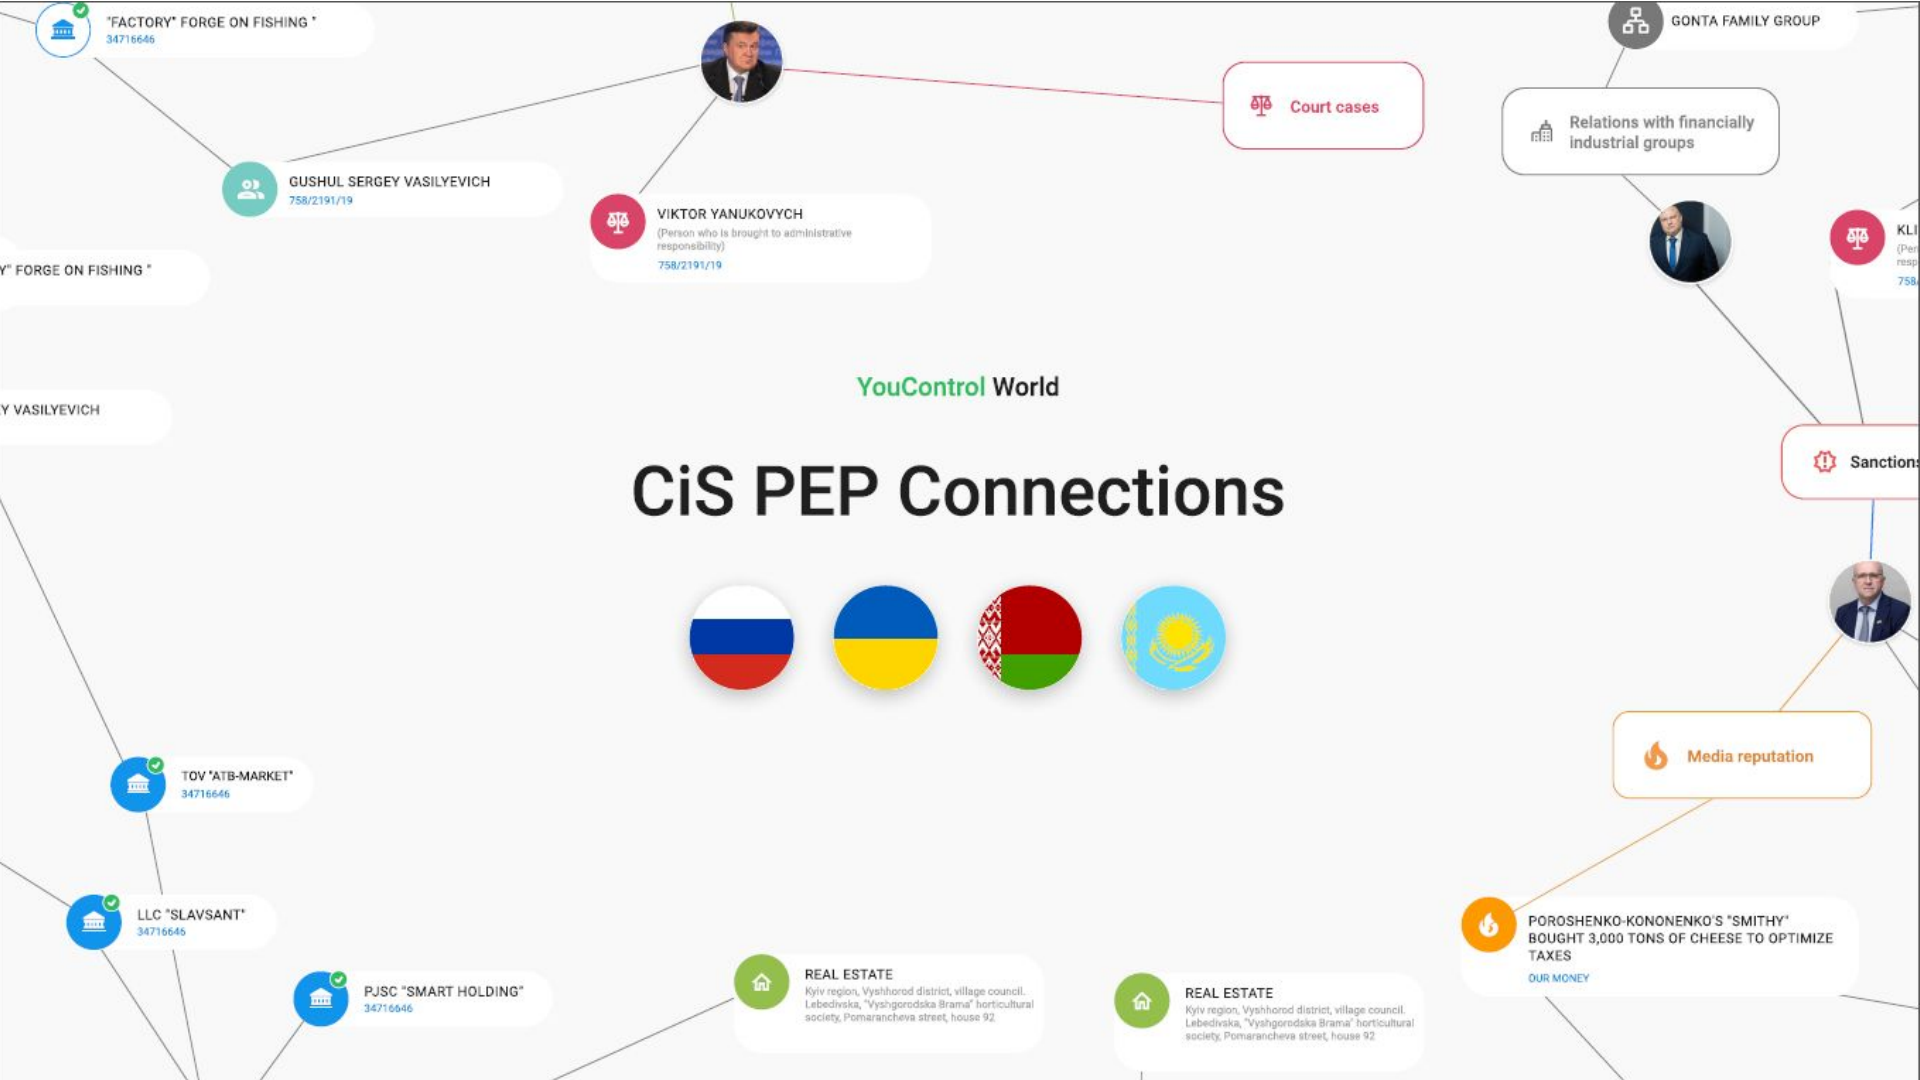 "FACTORY" FORGE ON FISHING "
34716646
GONTA FAMILY GROUP
Court cases
Relations with financially
industrial groups
GUSHUL SERGEY VASILYEVICH
758/2191/19
VIKTOR YANUKOVYCH
(Person who is brought to administrative
responsibility)
758/2191/19
KLI
(Per
resp
758/
Y" FORGE ON FISHING "
YouControl World
Y VASILYEVICH
CiS PEP Connections
Sanctions
Media reputation
TOV "ATB-MARKET"
34716646
LLC "SLAVSANT"
34716646
PJSC "SMART HOLDING"
34716646
REAL ESTATE
Kyiv region, Vyshhorod district, village council.
Lebedivska, "Vyshgorodska Brama" horticultural
society, Pomarancheva street, house 92
REAL ESTATE
Kyiv region, Vyshhorod district, village council.
Lebedivska, "Vyshgorodska Brama" horticultural
society, Pomarancheva street, house 92
POROSHENKO-KONONENKO'S "SMITHY"
BOUGHT 3,000 TONS OF CHEESE TO OPTIMIZE
TAXES
OUR MONEY